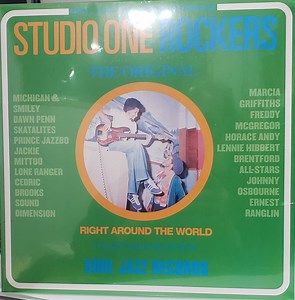 STUDIO ONE ROCKERS
THE ORIGINAL
MICHIGAN &
SMILEY
DAWN PENN
SKATALITES
PRINCE JAZZBO
JACKIE
MITTOO
LONE RANGER
CEDRIC
BROOKS
SOUND
DIMENSION
MARCIA
GRIFFITHS
FREDDY
MCGREGOR
HORACE ANDY
LENNIE HIBBERT
BRENTFORD
ALL-STARS
JOHNNY
OSBOURNE
ERNEST
RANGLIN
RIGHT AROUND THE WORLD
SOUL JAZZ RECORDS